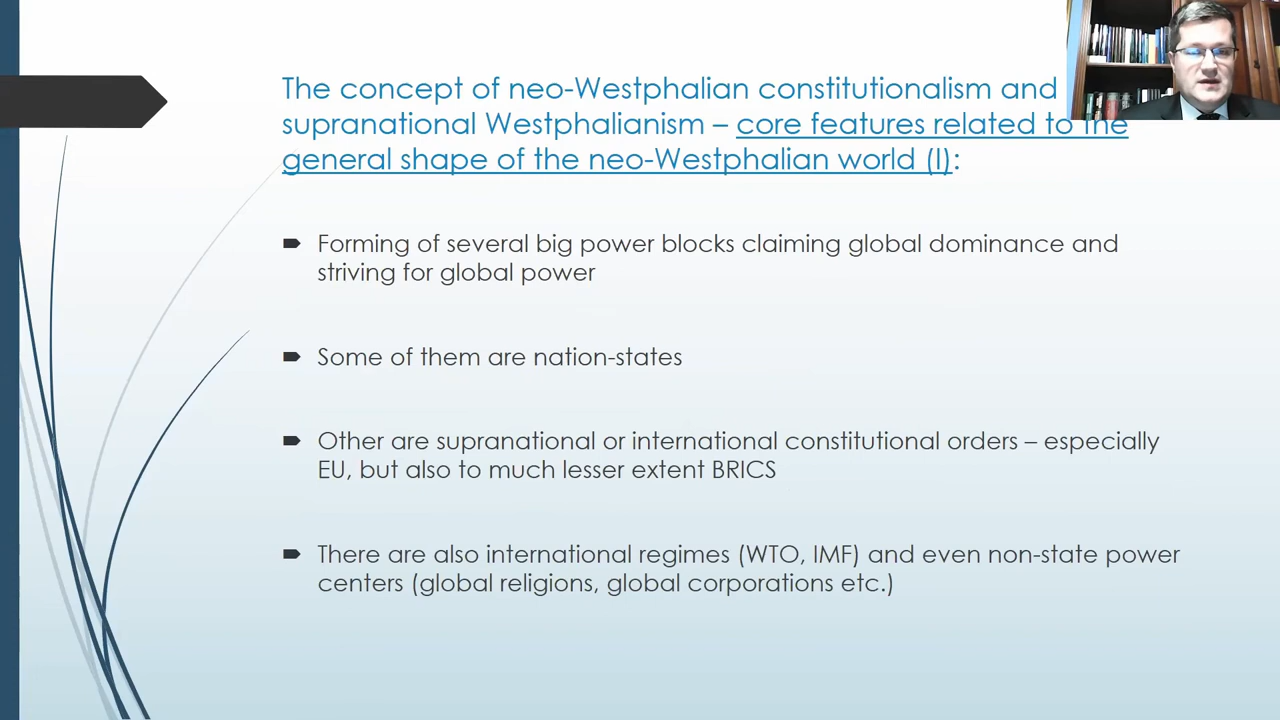 The concept of neo-Westphalian constitutionalism and
supranational Westphalianism – core features related to the
general shape of the neo-Westphalian world (I):
Forming of several big power blocks claiming global dominance and
striving for global power
Some of them are nation-states
Other are supranational or international constitutional orders – especially
EU, but also to much lesser extent BRICS
There are also international regimes (WTO, IMF) and even non-state power
centers (global religions, global corporations etc.)